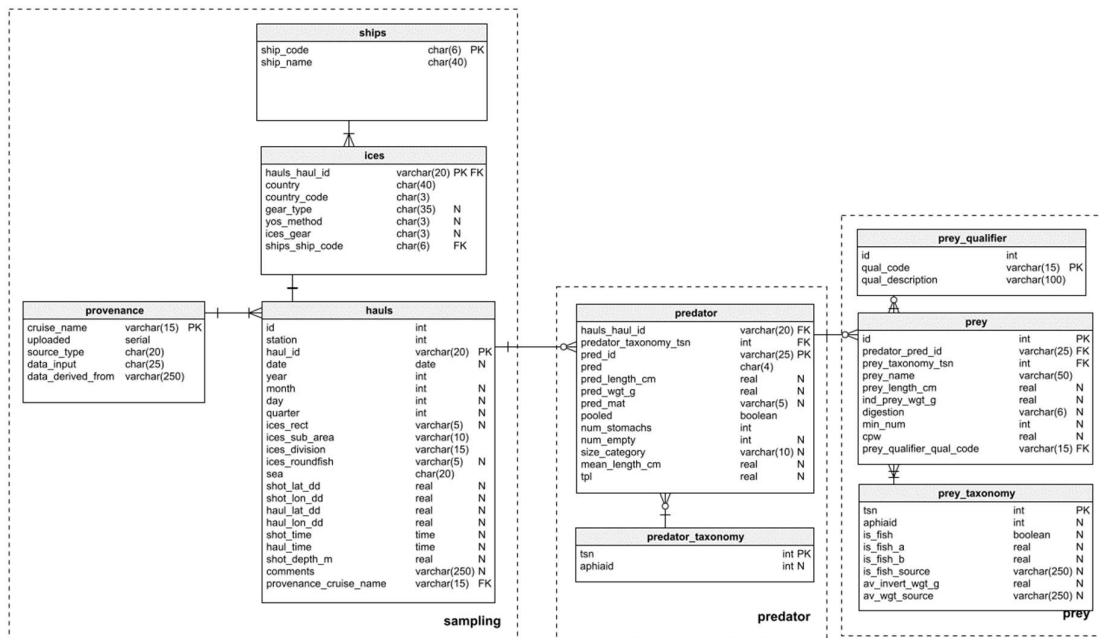 ships
ship_code char(6) PK
ship_name char(40)
ices
hauls_haul_id varchar(20) PK FK
country char(40)
country_code char(3)
gear_type char(35) N
yos_method char(3) N
ices_gear char(3) N
ships_ship_code char(6) FK
provenance
cruise_name varchar(15) PK
uploaded serial
source_type char(20)
data_input char(25)
data_derived_from varchar(250)
hauls
id int
station int
haul_id varchar(20) PK
date date N
year int
month int N
day int N
quarter int N
ices_rect varchar(5) N
ices_sub_area varchar(10)
ices_division varchar(15)
ices_roundfish varchar(5) N
sea char(20)
shot_lat_dd real N
shot_lon_dd real N
haul_lat_dd real N
haul_lon_dd real N
shot_time time N
haul_time time N
shot_depth_m real N
comments varchar(250) N
provenance_cruise_name varchar(15) FK
sampling
predator
hauls_haul_id varchar(20) FK
predator_taxonomy_tsn int FK
pred_id varchar(25) PK
pred char(4)
pred_length_cm real N
pred_wgt_g real N
pred_mat varchar(5) N
pooled boolean
num_stomachs int
num_empty int N
size_category varchar(10) N
mean_length_cm real N
tpl real N
predator_taxonomy
tsn int PK
aphiaid int N
predator
prey_qualifier
id int
qual_code varchar(15) PK
qual_description varchar(100)
prey
id int PK
predator_pred_id varchar(25) FK
prey_taxonomy_tsn int FK
prey_name varchar(50)
prey_length_cm real N
ind_prey_wgt_g real N
digestion varchar(6) N
min_num int N
cpw real N
prey_qualifier_qual_code varchar(15) FK
prey_taxonomy
tsn int PK
aphiaid int N
is_fish boolean N
is_fish_a real N
is_fish_b real N
is_fish_source varchar(250) N
av_invert_wgt_g real N
av_wgt_source varchar(250) N
prey